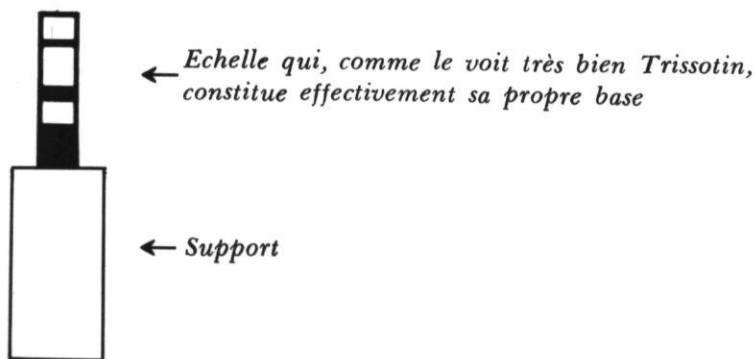 Echelle qui, comme le voit très bien Trissotin,
constitue effectivement sa propre base
Support